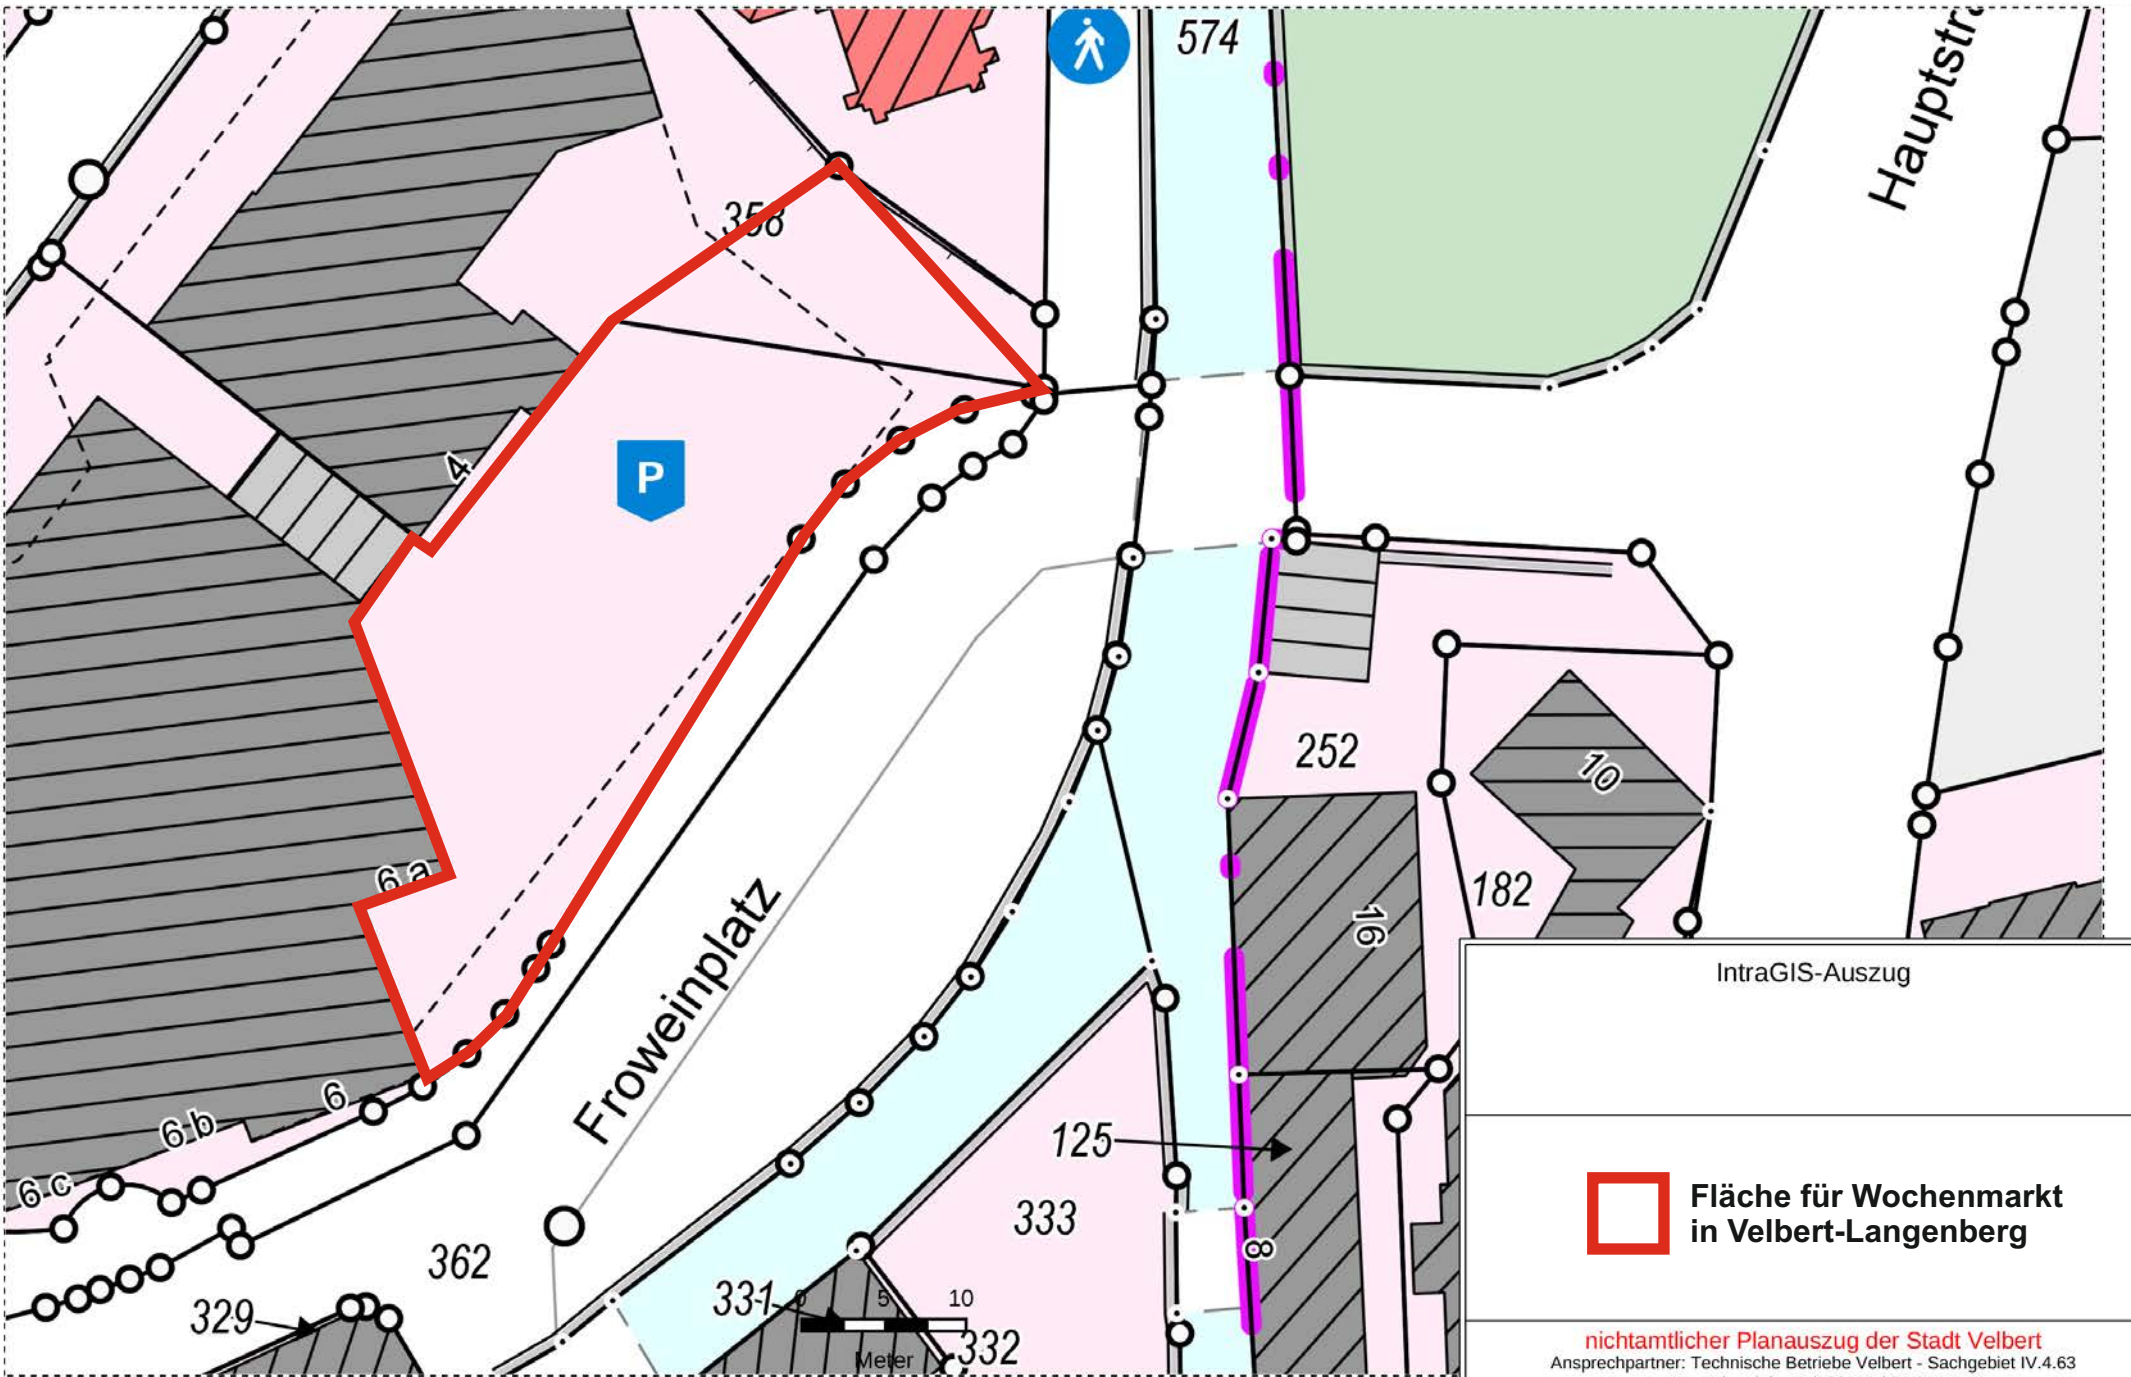 574
Hauptstr
358
4
P
252
10
6 a
182
16
Froweinplatz
IntraGIS-Auszug
6
6 b
125
6 c
333
Fläche für Wochenmarkt
in Velbert-Langenberg
362
8
331
0 5 10
329
332
Meter
nichtamtlicher Planauszug der Stadt Velbert
Ansprechpartner: Technische Betriebe Velbert - Sachgebiet IV.4.63